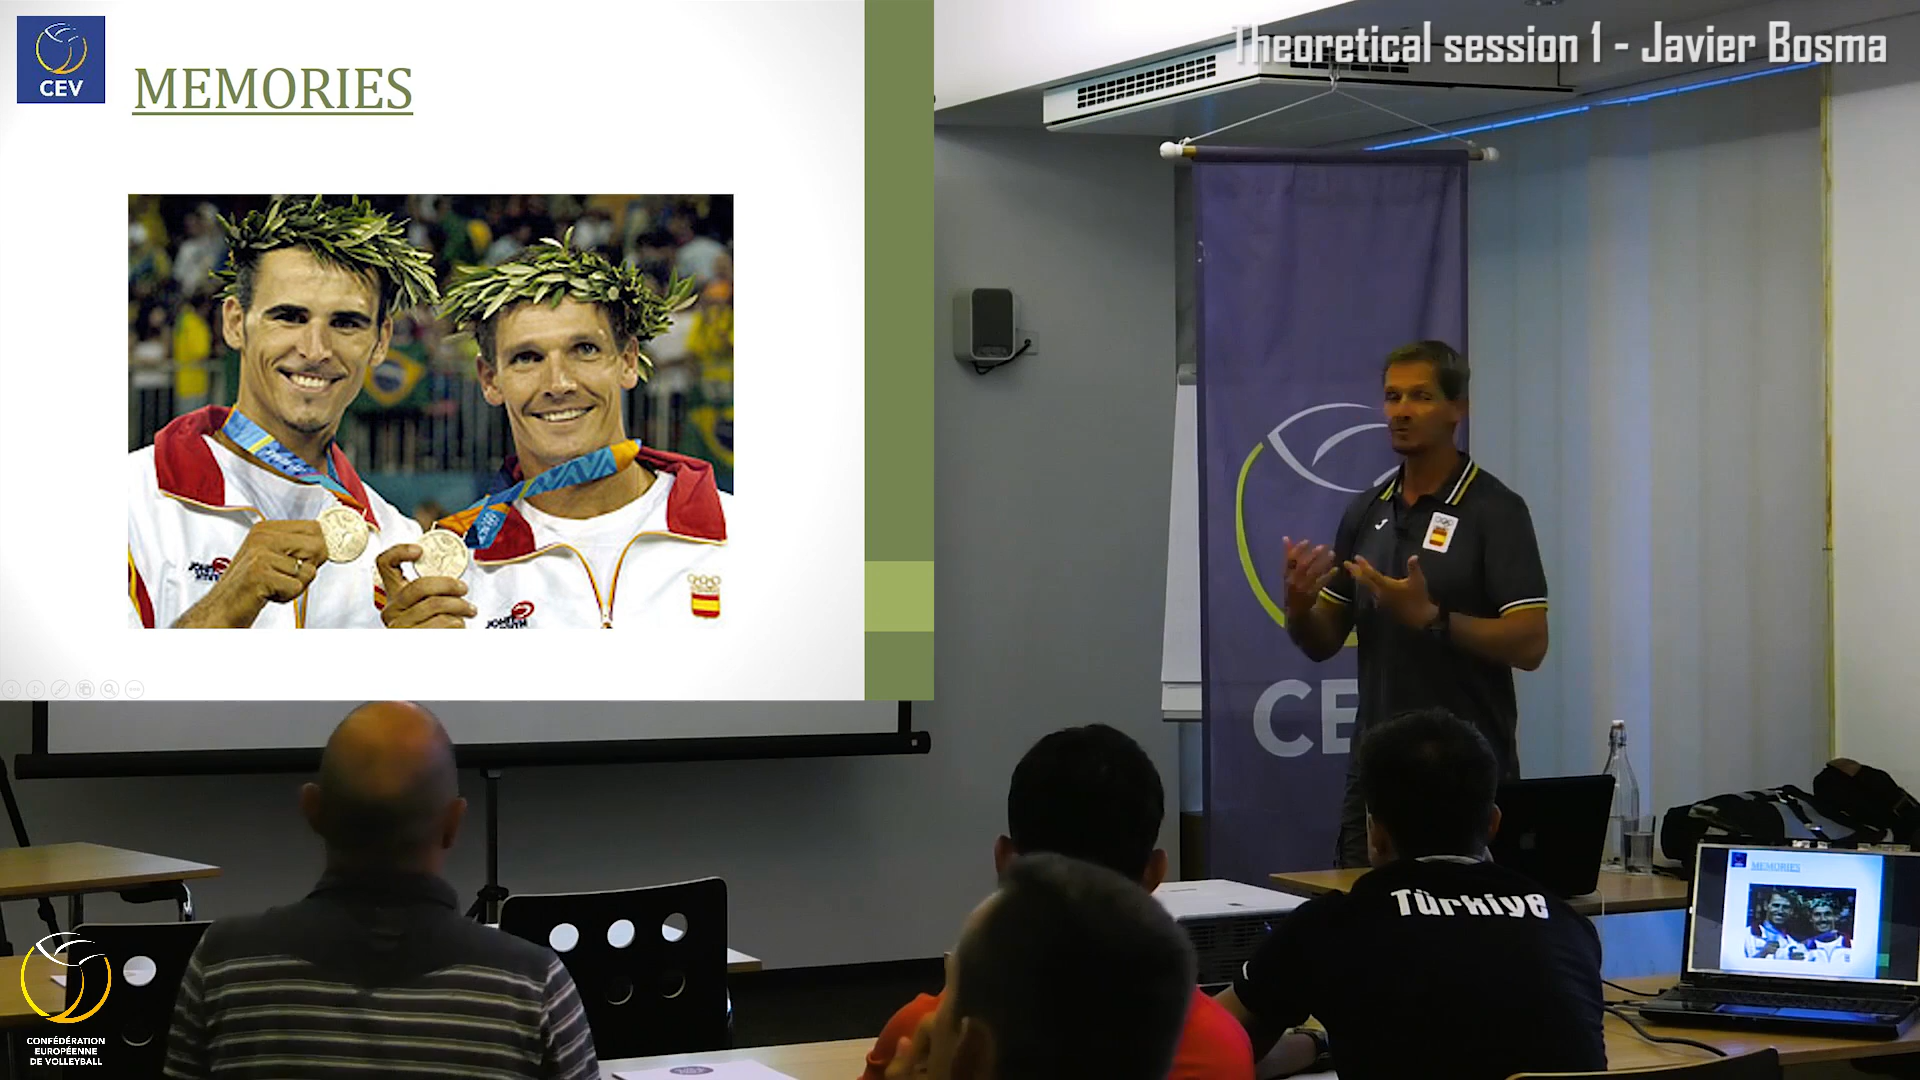 CEV
MEMORIES
Theoretical session 1 - Javier Bosma
CE
Türkiye
MEMORIES
CONFÉDÉRATION
EUROPÉENNE
DE VOLLEYBALL